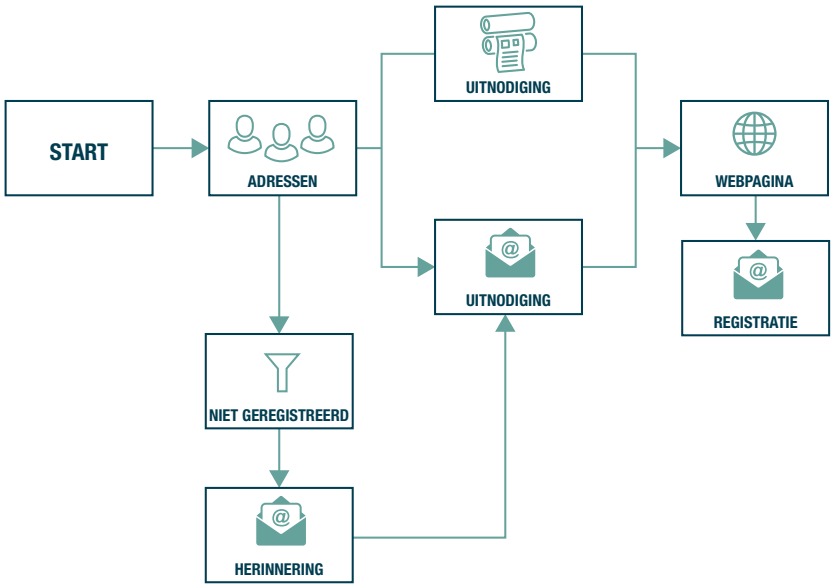 START
ADRESSEN
UITNODIGING
@
UITNODIGING
WEBPAGINA
@
REGISTRATIE
NIET GEREGISTREERD
@
HERINNERING